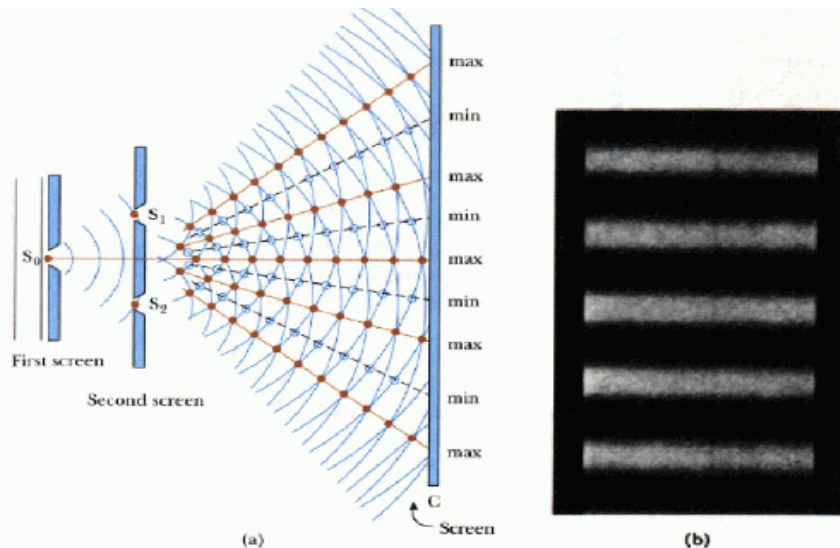 max
min
max
S₁
min
S₀
max
min
S₂
max
First screen
Second screen
min
max
C
Screen
(a)
(b)